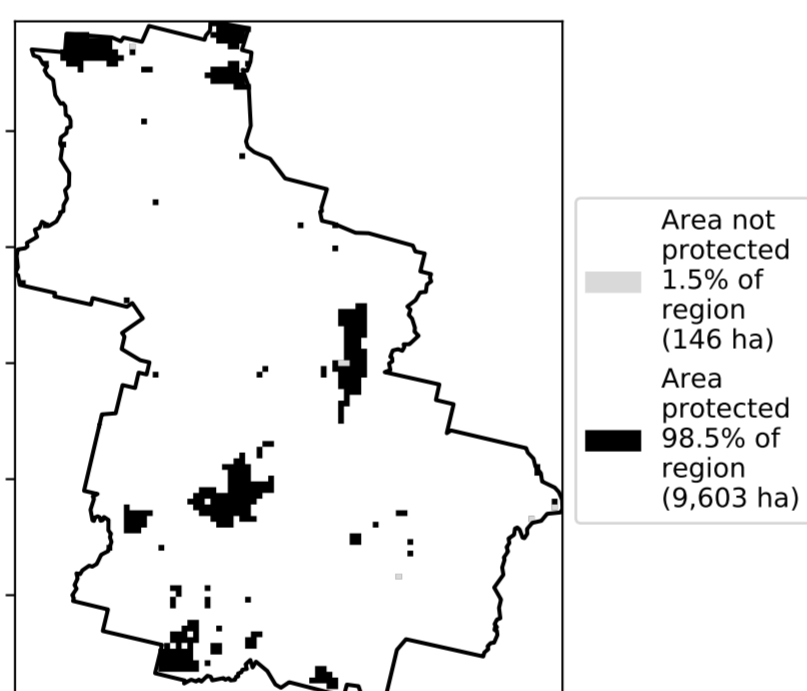 Area not
protected
1.5% of
region
(146 ha)
Area
protected
98.5% of
region
(9,603 ha)